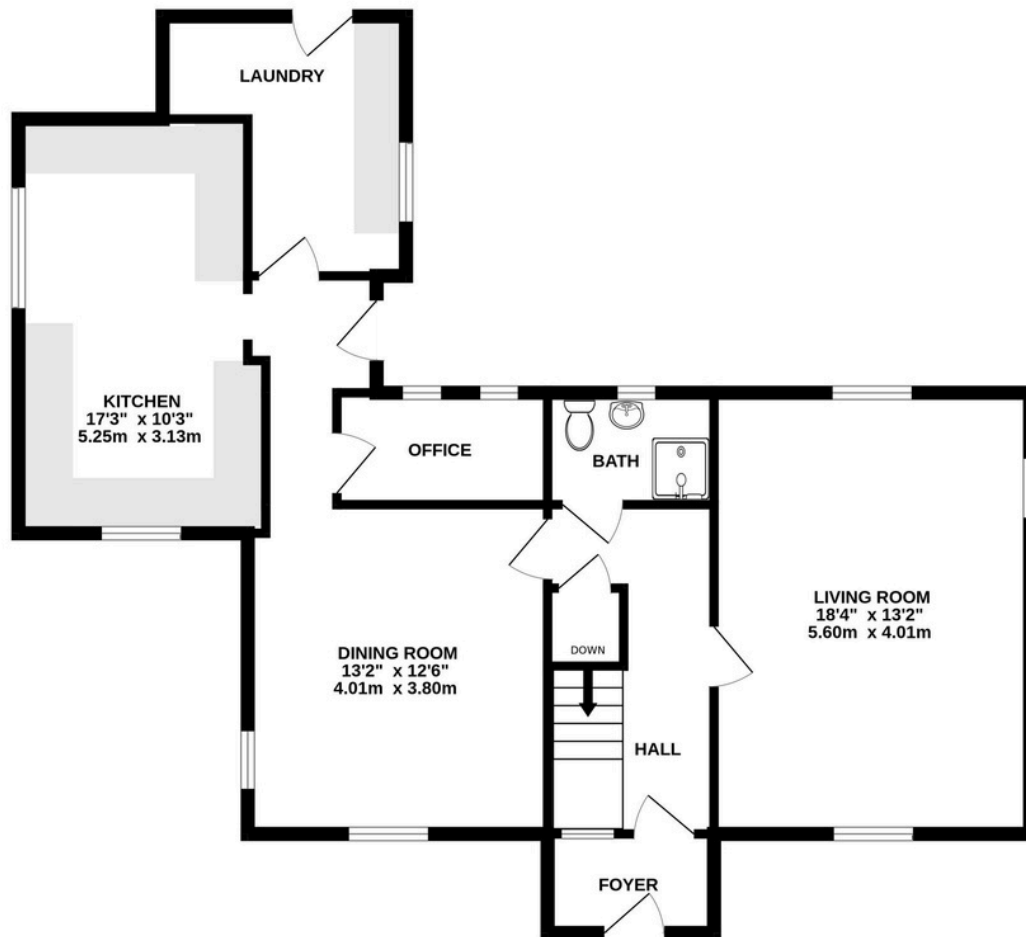 LAUNDRY
KITCHEN
17'3" x 10'3"
5.25m x 3.13m
OFFICE
BATH
LIVING ROOM
18'4" x 13'2"
5.60m x 4.01m
DINING ROOM
13'2" x 12'6"
4.01m x 3.80m
DOWN
HALL
FOYER